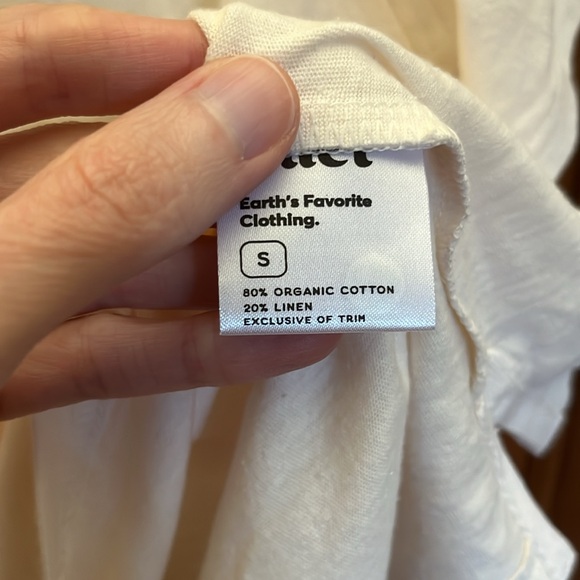 Earth's Favorite
Clothing.
S
80% ORGANIC COTTON
20% LINEN
EXCLUSIVE OF TRIM